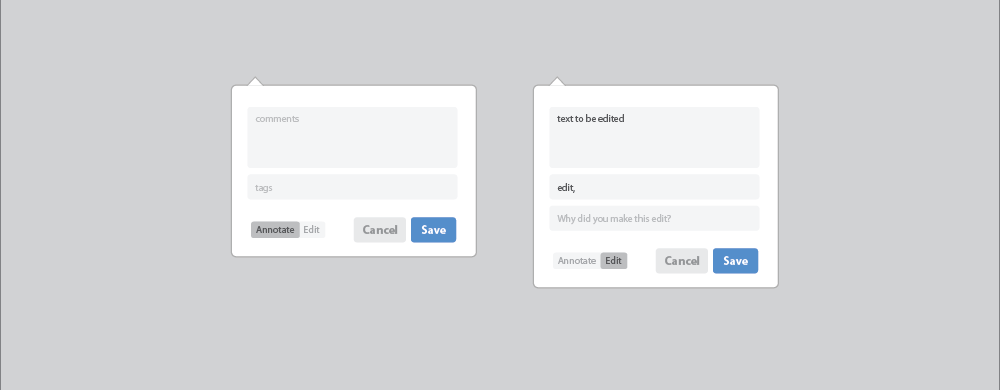 comments
tags
Annotate Edit Cancel Save
text to be edited
edit,
Why did you make this edit?
Annotate Edit Cancel Save